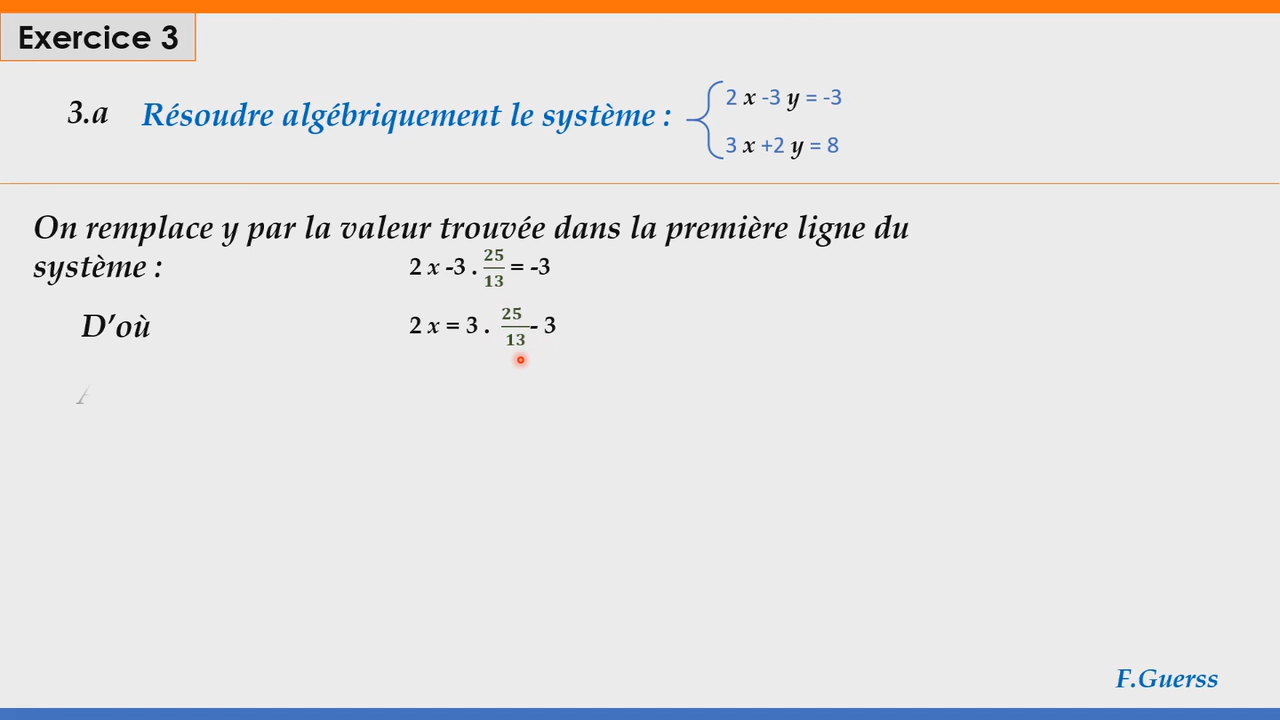 Exercice 3
3.a Résoudre algébriquement le système :
2 x -3 y = -3
3 x +2 y = 8
On remplace y par la valeur trouvée dans la première ligne du
système : 2 x -3 . 25/13 = -3
D’où 2 x = 3 . 25/13 - 3
F.Guerss